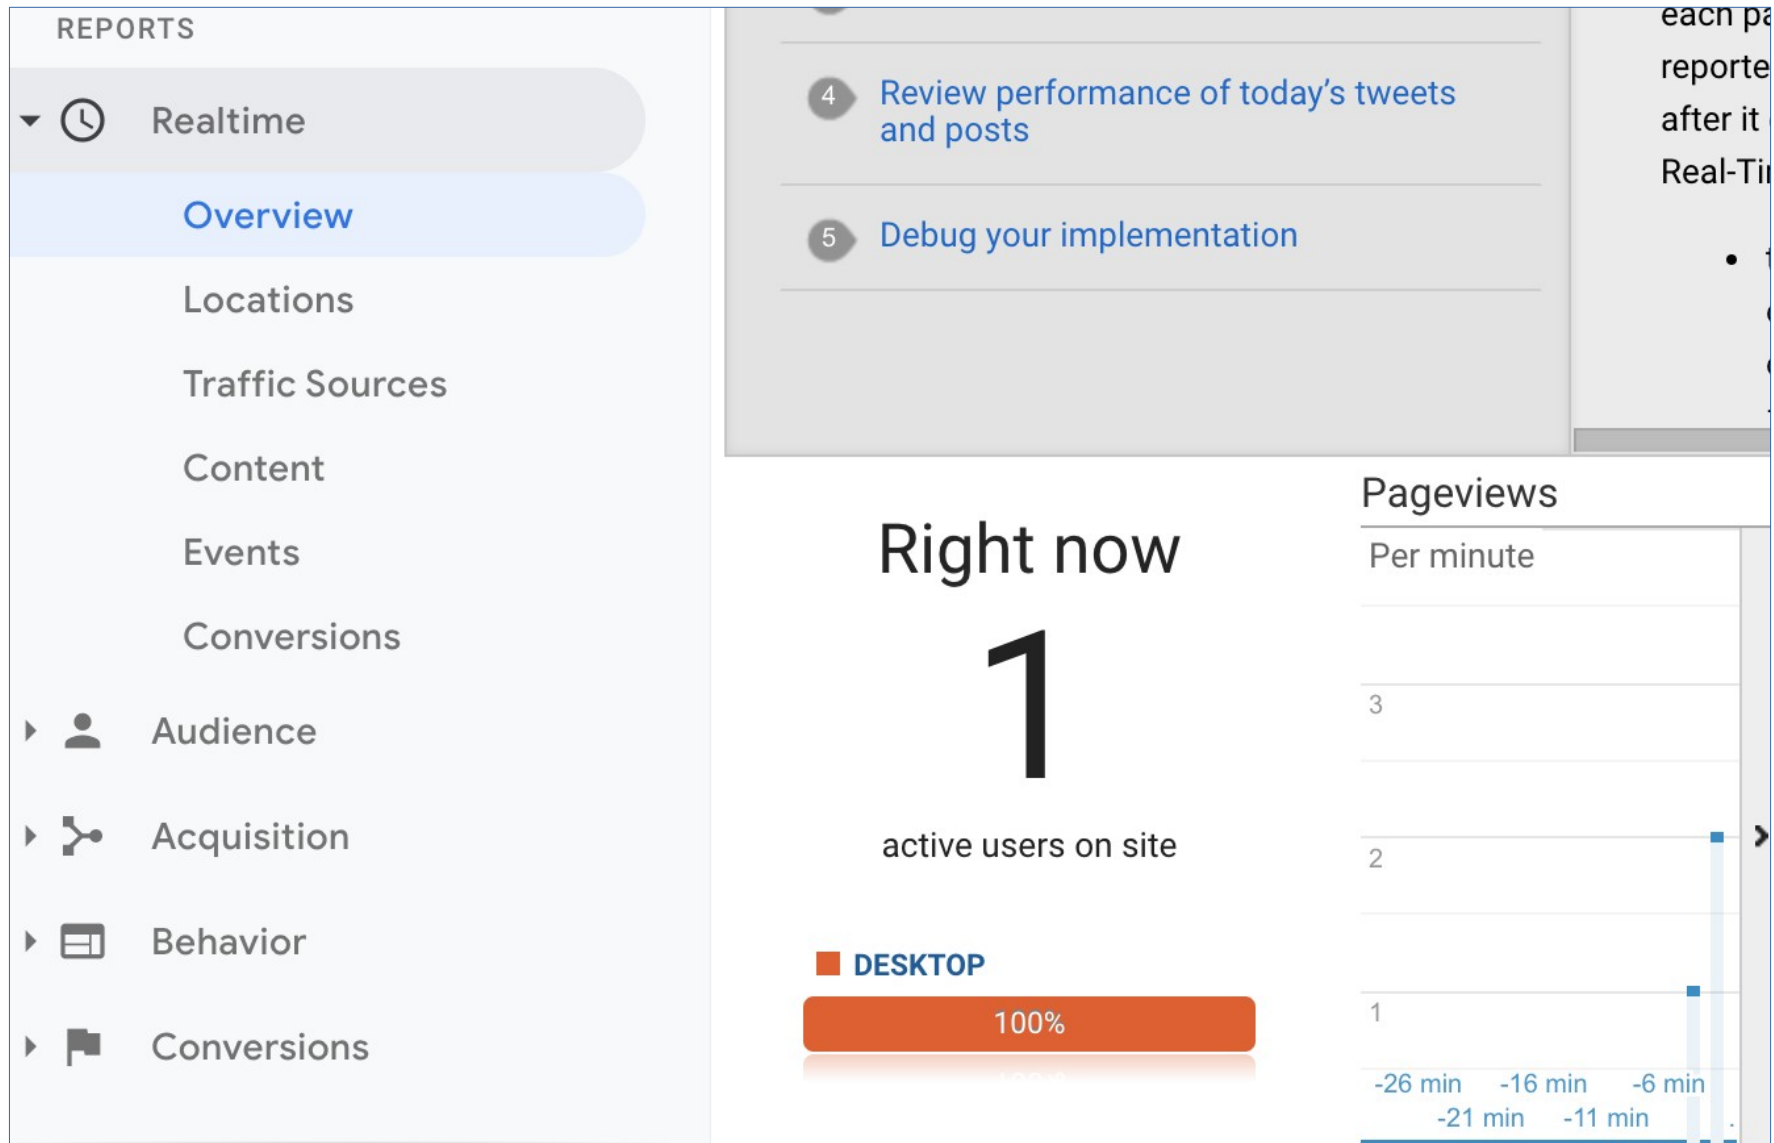 REPORTS
Realtime
Overview
Locations
Traffic Sources
Content
Events
Conversions
Audience
Acquisition
Behavior
Conversions
4
Review performance of today’s tweets
and posts
5
Debug your implementation
each
after it
Right now
1
active users on site
DESKTOP
100%
Pageviews
Per minute
3
2
1
-26 min -16 min -6 min
-21 min -11 min